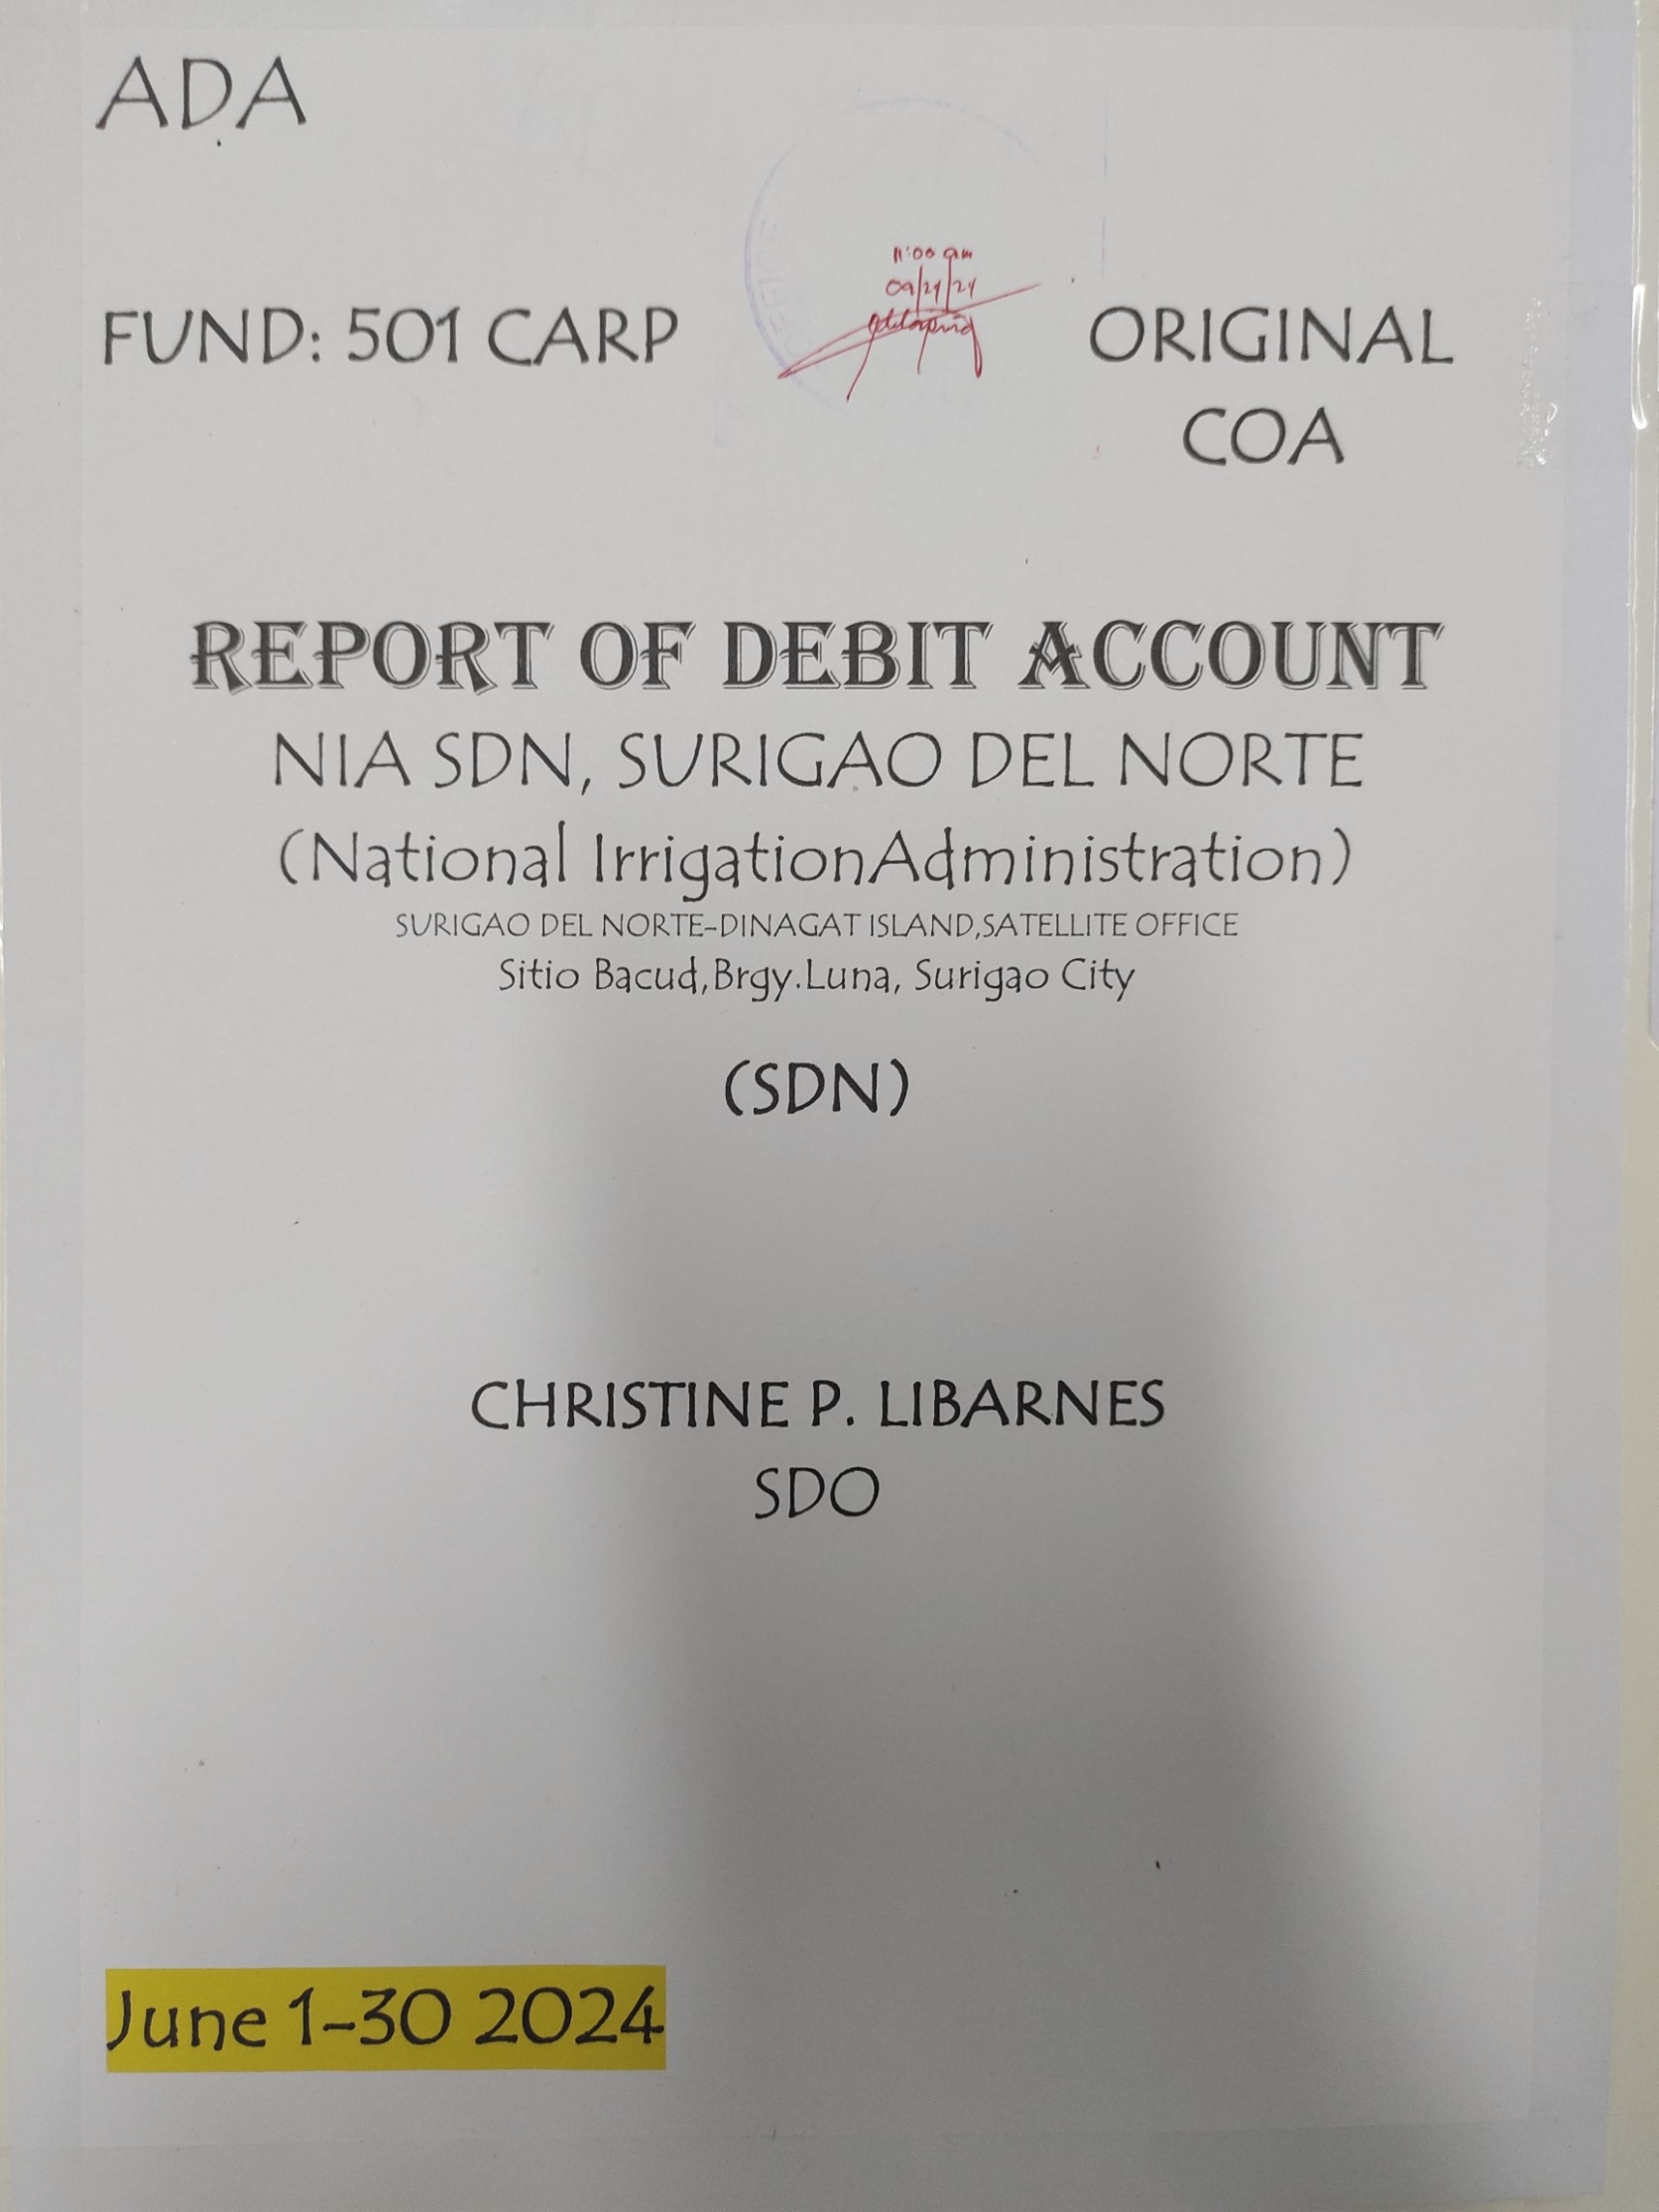 ADA
11:00 am
09/24/24
FUND: 501 CARP
ORIGINAL
COA
REPORT OF DEBIT ACCOUNT
NIA SDN, SURIGAO DEL NORTE
(National IrrigationAdministration)
SURIGAO DEL NORTE-DINAGAT ISLAND,SATELLITE OFFICE
Sitio Bacud,Brgy.Luna, Surigao City
(SDN)
CHRISTINE P. LIBARNES
SDO
June 1-30 2024